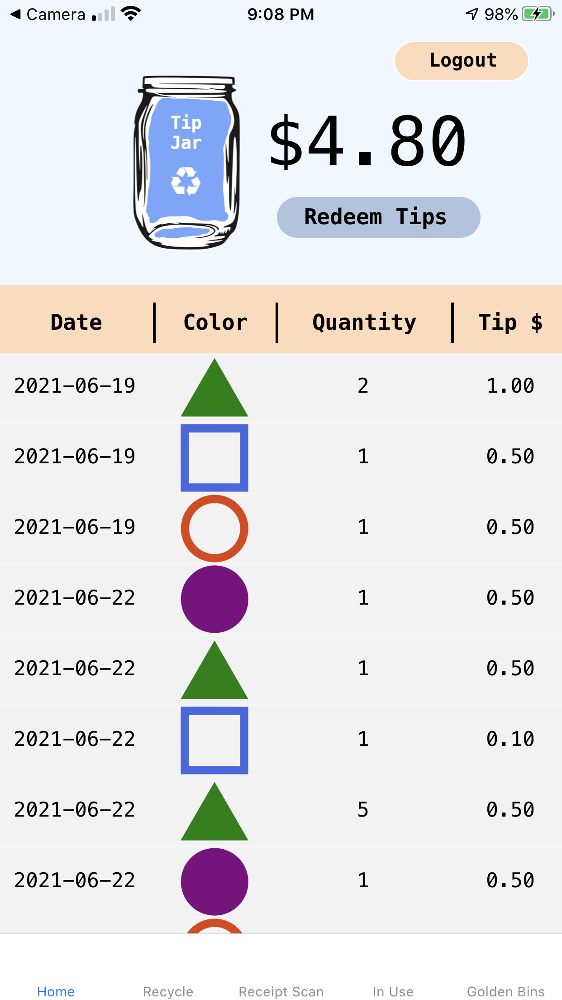 Camera 9:08 PM 98%
Logout
Tip
Jar
$4.80
Redeem Tips
Date Color Quantity Tip $
2021-06-19 2 1.00
2021-06-19 1 0.50
2021-06-19 1 0.50
2021-06-22 1 0.50
2021-06-22 1 0.50
2021-06-22 1 0.10
2021-06-22 5 0.50
2021-06-22 1 0.50
Home Recycle Receipt Scan In Use Golden Bins